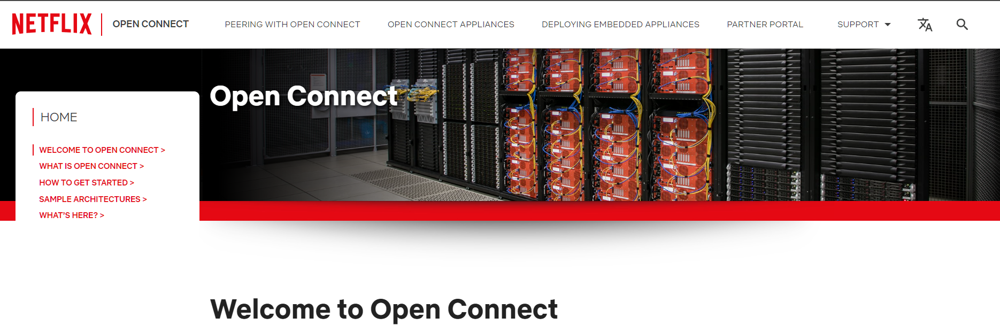 NETFLIX
OPEN CONNECT
PEERING WITH OPEN CONNECT
OPEN CONNECT APPLIANCES
DEPLOYING EMBEDDED APPLIANCES
PARTNER PORTAL
SUPPORT
Open Connect
HOME
WELCOME TO OPEN CONNECT >
WHAT IS OPEN CONNECT >
HOW TO GET STARTED >
SAMPLE ARCHITECTURES >
WHAT'S HERE? >
Welcome to Open Connect